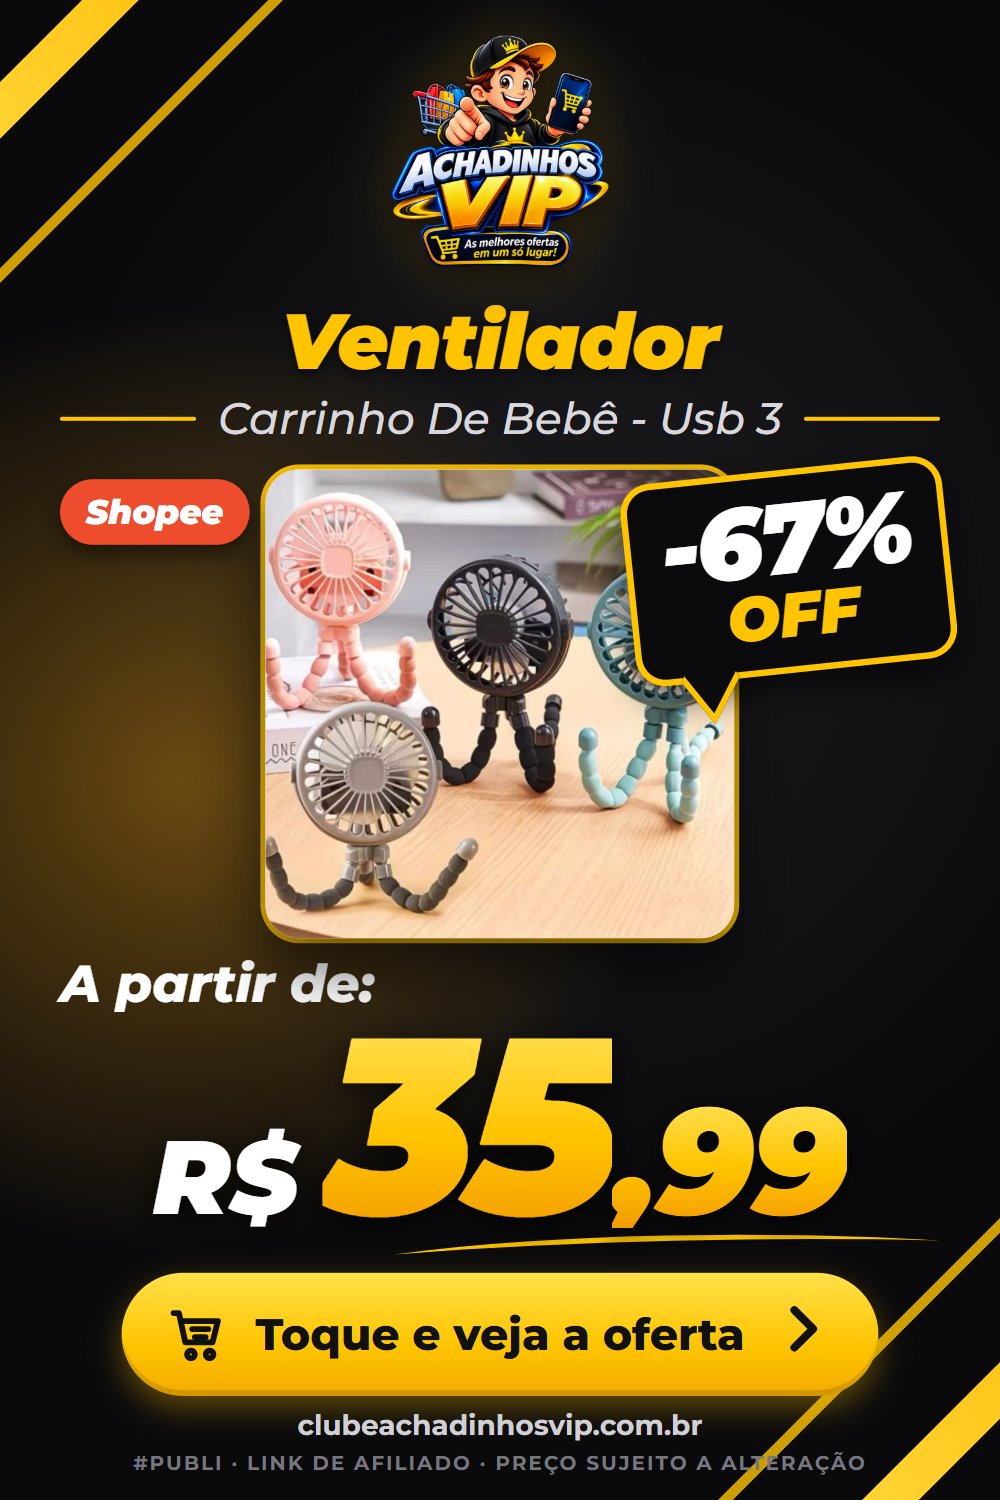 ACHADINHOS
VIP
As melhores ofertas
em um só lugar!
Ventilador
Carrinho De Bebê - Usb 3
Shopee
-67%
OFF
ONE
A partir de:
R$ 35,99
Toque e veja a oferta
clubeachadinhosvip.com.br
#PUBLI · LINK DE AFILIADO · PREÇO SUJEITO A ALTERAÇÃO